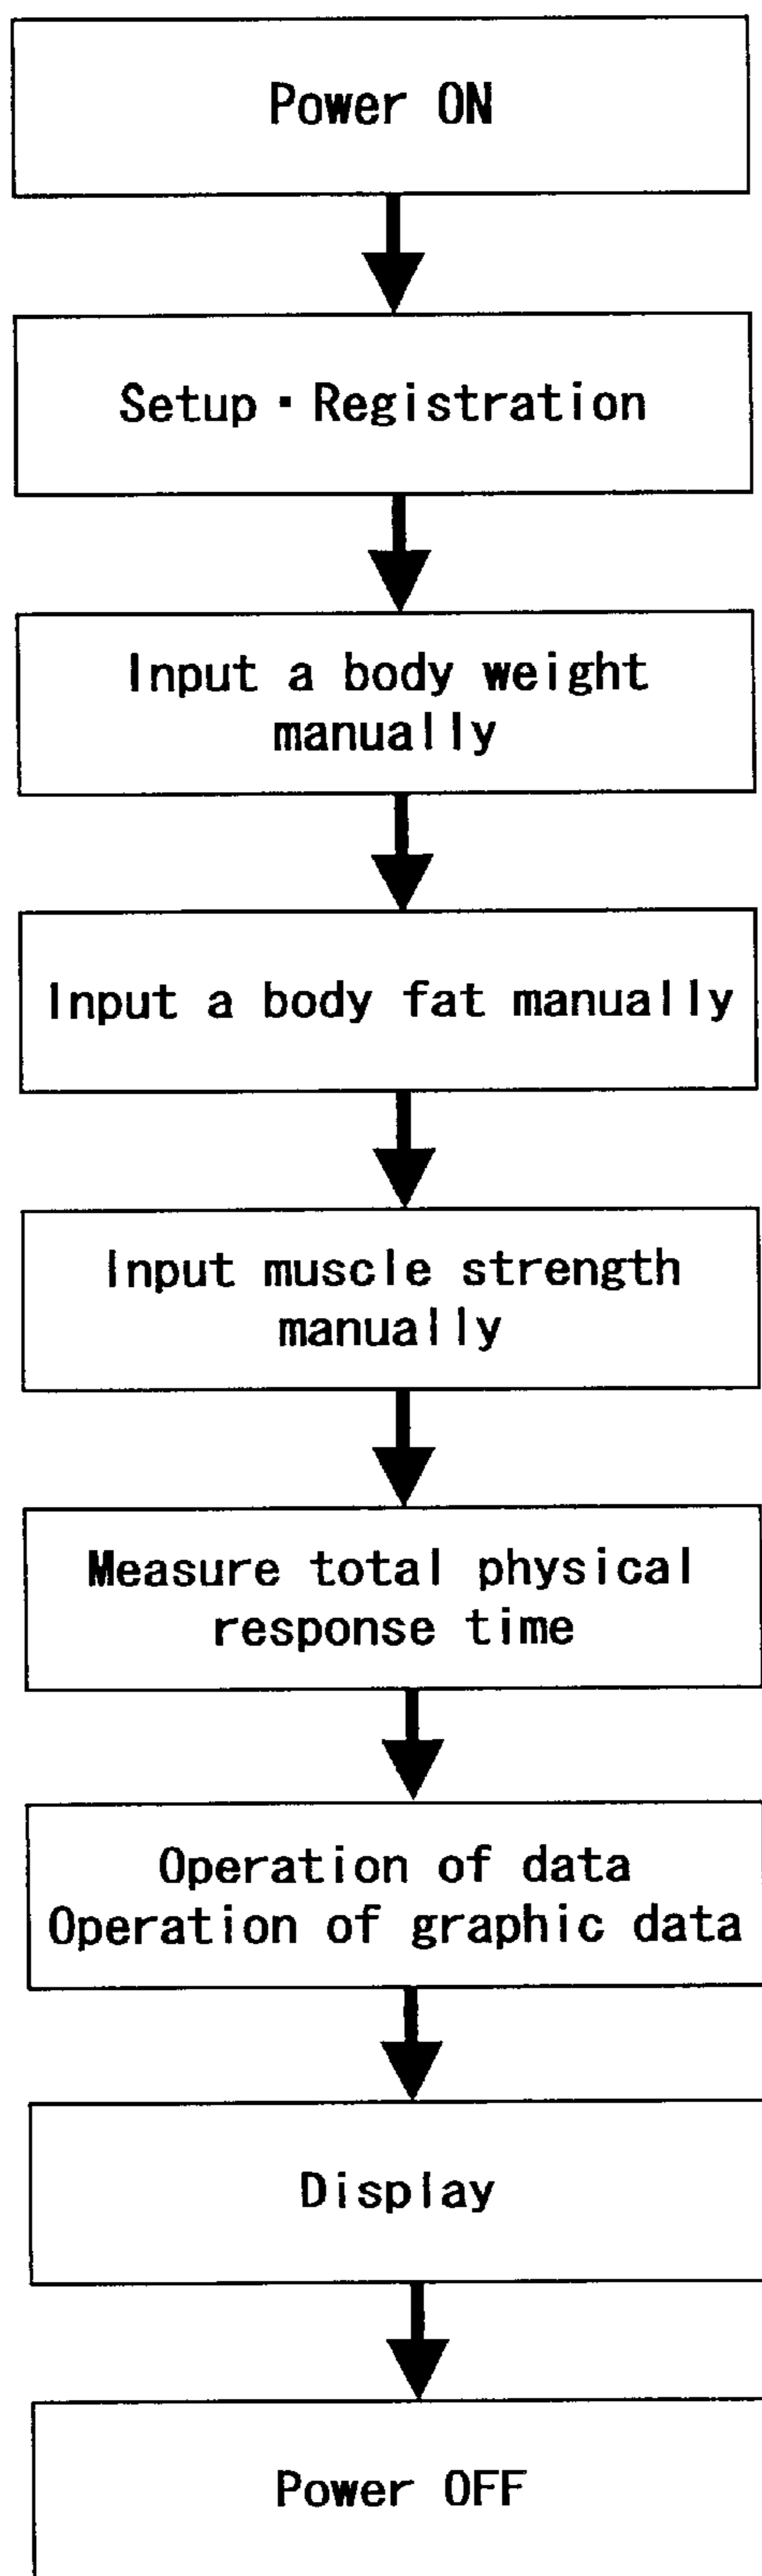 Power ON
Setup・Registration
Input a body weight
manually
Input a body fat manually
Input muscle strength
manually
Measure total physical
response time
Operation of data
Operation of graphic data
Display
Power OFF